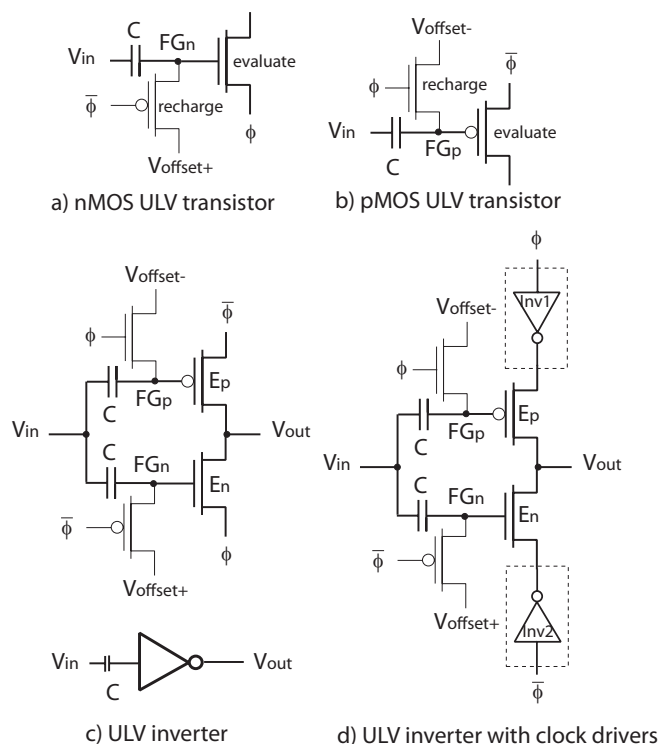 Vin
C
FGn
evaluate
ϕ̅
recharge
ϕ
Voffset+
a) nMOS ULV transistor
Voffset-
ϕ
recharge
ϕ̅
Vin
C
FGp
evaluate
b) pMOS ULV transistor
Voffset-
ϕ̅
ϕ
C
FGp
Ep
Vin
Vout
C
FGn
En
ϕ̅
ϕ
Voffset+
Vin
C
Vout
c) ULV inverter
ϕ
Inv1
Voffset-
ϕ
C
FGp
Ep
Vin
Vout
C
FGn
En
ϕ̅
Voffset+
Inv2
ϕ̅
d) ULV inverter with clock drivers